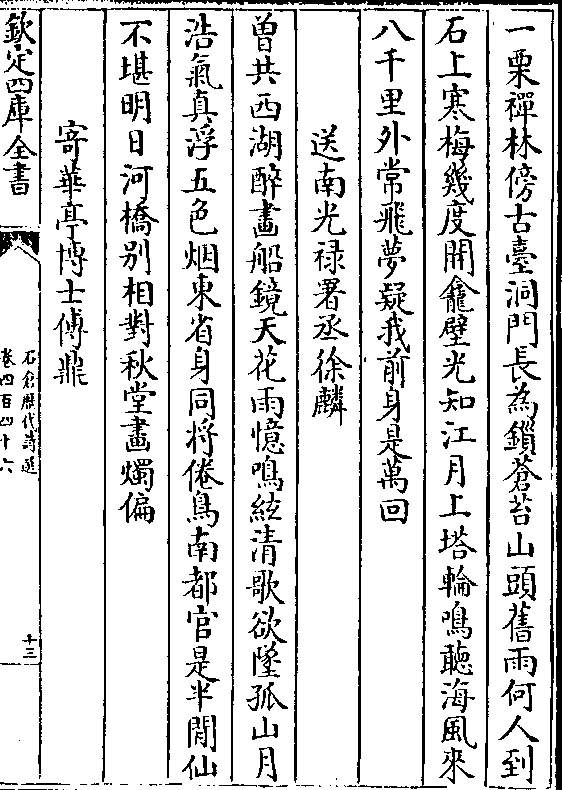 一粟禪林傍古臺洞門長為鎻蒼苔山頭舊雨何人到
石上寒梅幾度開龕壁光知江月上塔輪鳴聽海風來
八千里外常飛夢疑我前身是萬回
送南光禄署丞徐麟
曽共西湖醉畫船鏡天花雨憶鳴絃清歌欲墜孤山月
浩氣真浮五色烟東省身同將倦鳥南都官是半閒仙
不堪明日河橋别相對秋堂畫燭偏
寄華亭博士傅鼎
欽定四庫全書
石倉歴代詩選
卷四百四十六
十三